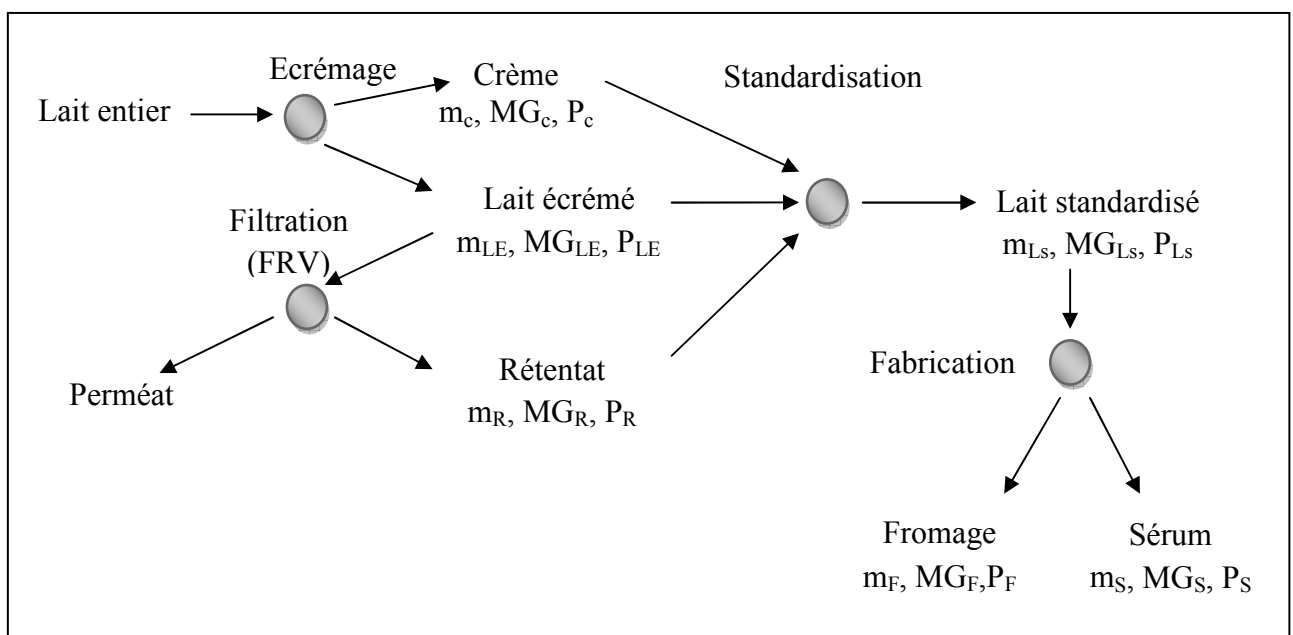 Ecrémage
Crème
Standardisation
Lait entier
m_c, MG_c, P_c
Lait écrémé
m_LE, MG_LE, P_LE
Lait standardisé
m_Ls, MG_Ls, P_Ls
Filtration
(FRV)
Perméat
Rétentat
m_R, MG_R, P_R
Fabrication
Fromage
m_F, MG_F,P_F
Sérum
m_S, MG_S, P_S